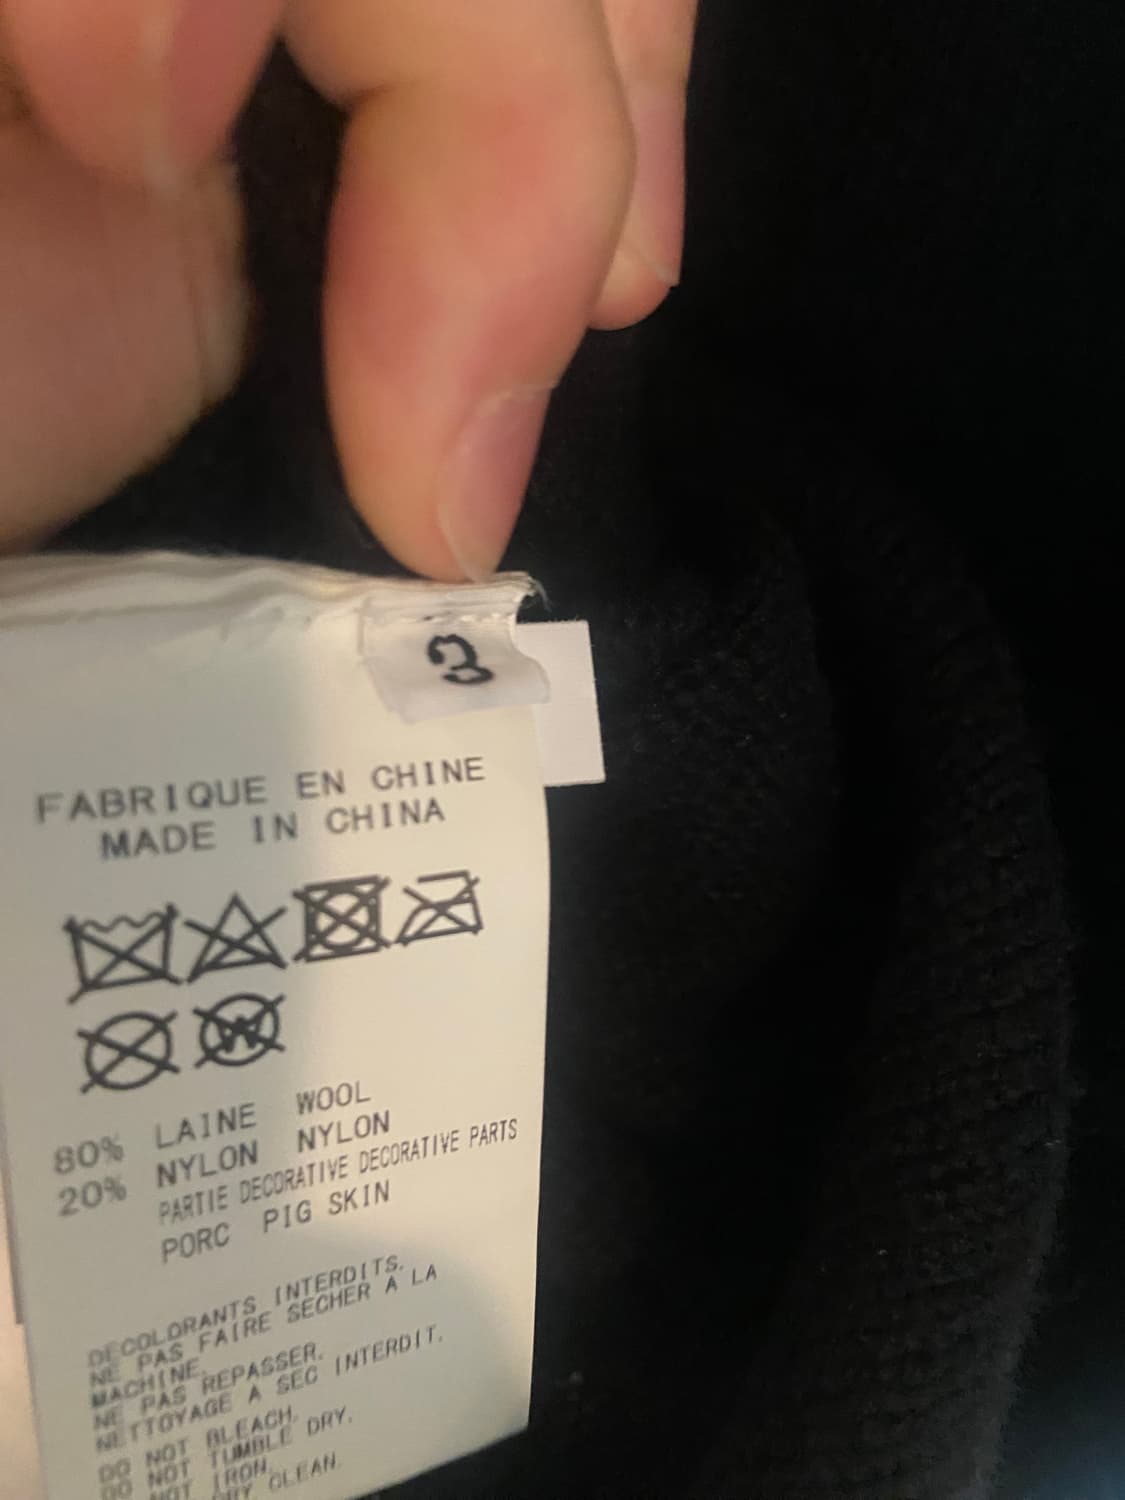 3
FABRIQUE EN CHINE
MADE IN CHINA
W
80% LAINE WOOL
20% NYLON NYLON
PARTIE DECORATIVE DECORATIVE PARTS
PORC PIG SKIN
DECOLORANTS INTERDITS.
NE PAS FAIRE SECHER A LA
MACHINE.
NE PAS REPASSER.
NETTOYAGE A SEC INTERDIT.
DO NOT BLEACH.
DO NOT TUMBLE DRY.
NOT IRON.
DRY CLEAN.